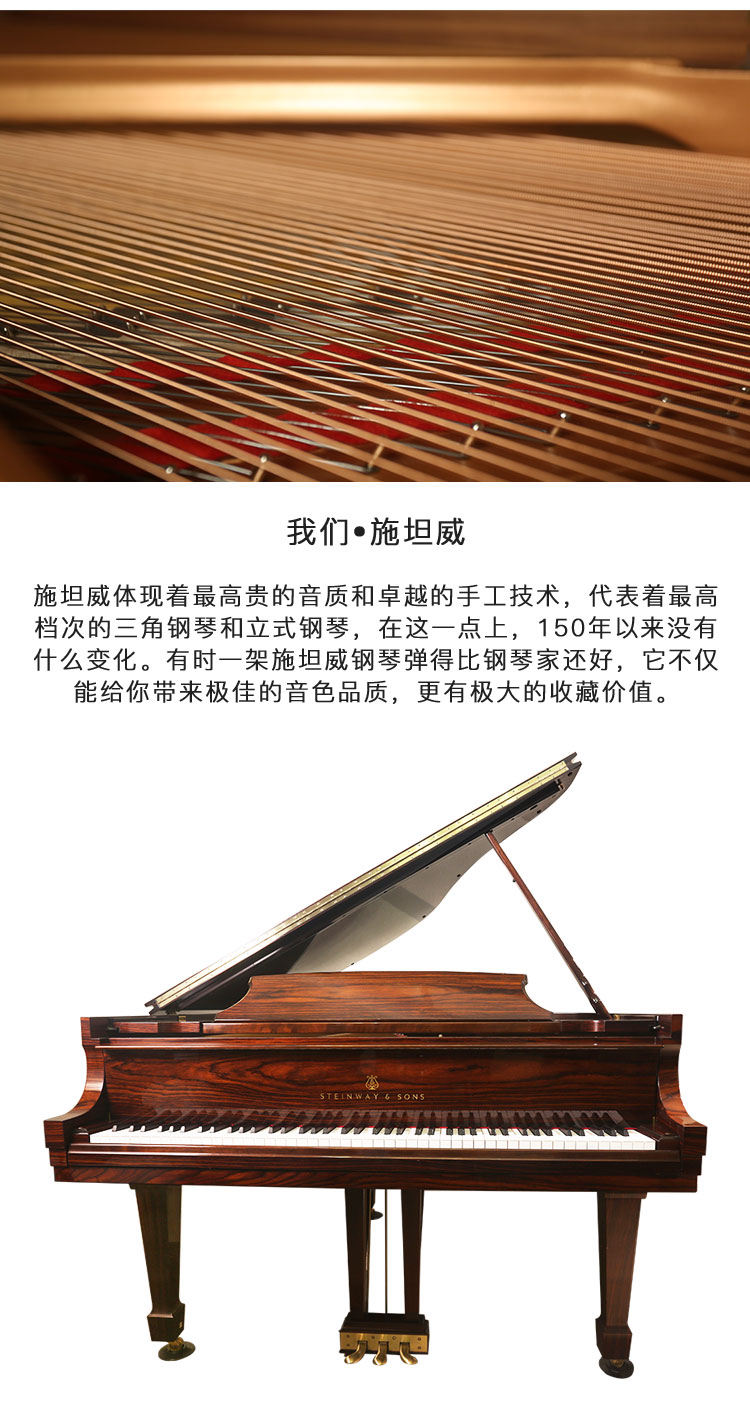 我们•施坦威
施坦威体现着最高贵的音质和卓越的手工技术，代表着最高
档次的三角钢琴和立式钢琴，在这一点上，150年以来没有
什么变化。有时一架施坦威钢琴弹得比钢琴家还好，它不仅
能给你带来极佳的音色品质，更有极大的收藏价值。
STEINWAY & SONS